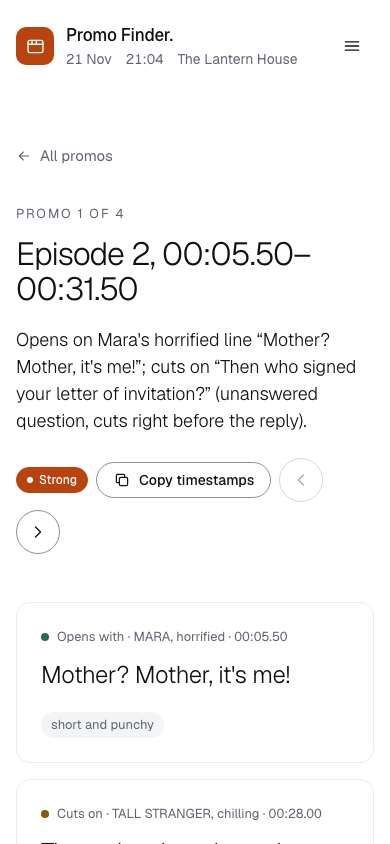 Promo Finder.
21 Nov 21:04 The Lantern House
All promos
PROMO 1 OF 4
Episode 2, 00:05.50–
00:31.50
Opens on Mara's horrified line “Mother?
Mother, it's me!”; cuts on “Then who signed
your letter of invitation?” (unanswered
question, cuts right before the reply).
Strong
Copy timestamps
Opens with · MARA, horrified · 00:05.50
Mother? Mother, it's me!
short and punchy
Cuts on · TALL STRANGER, chilling · 00:28.00